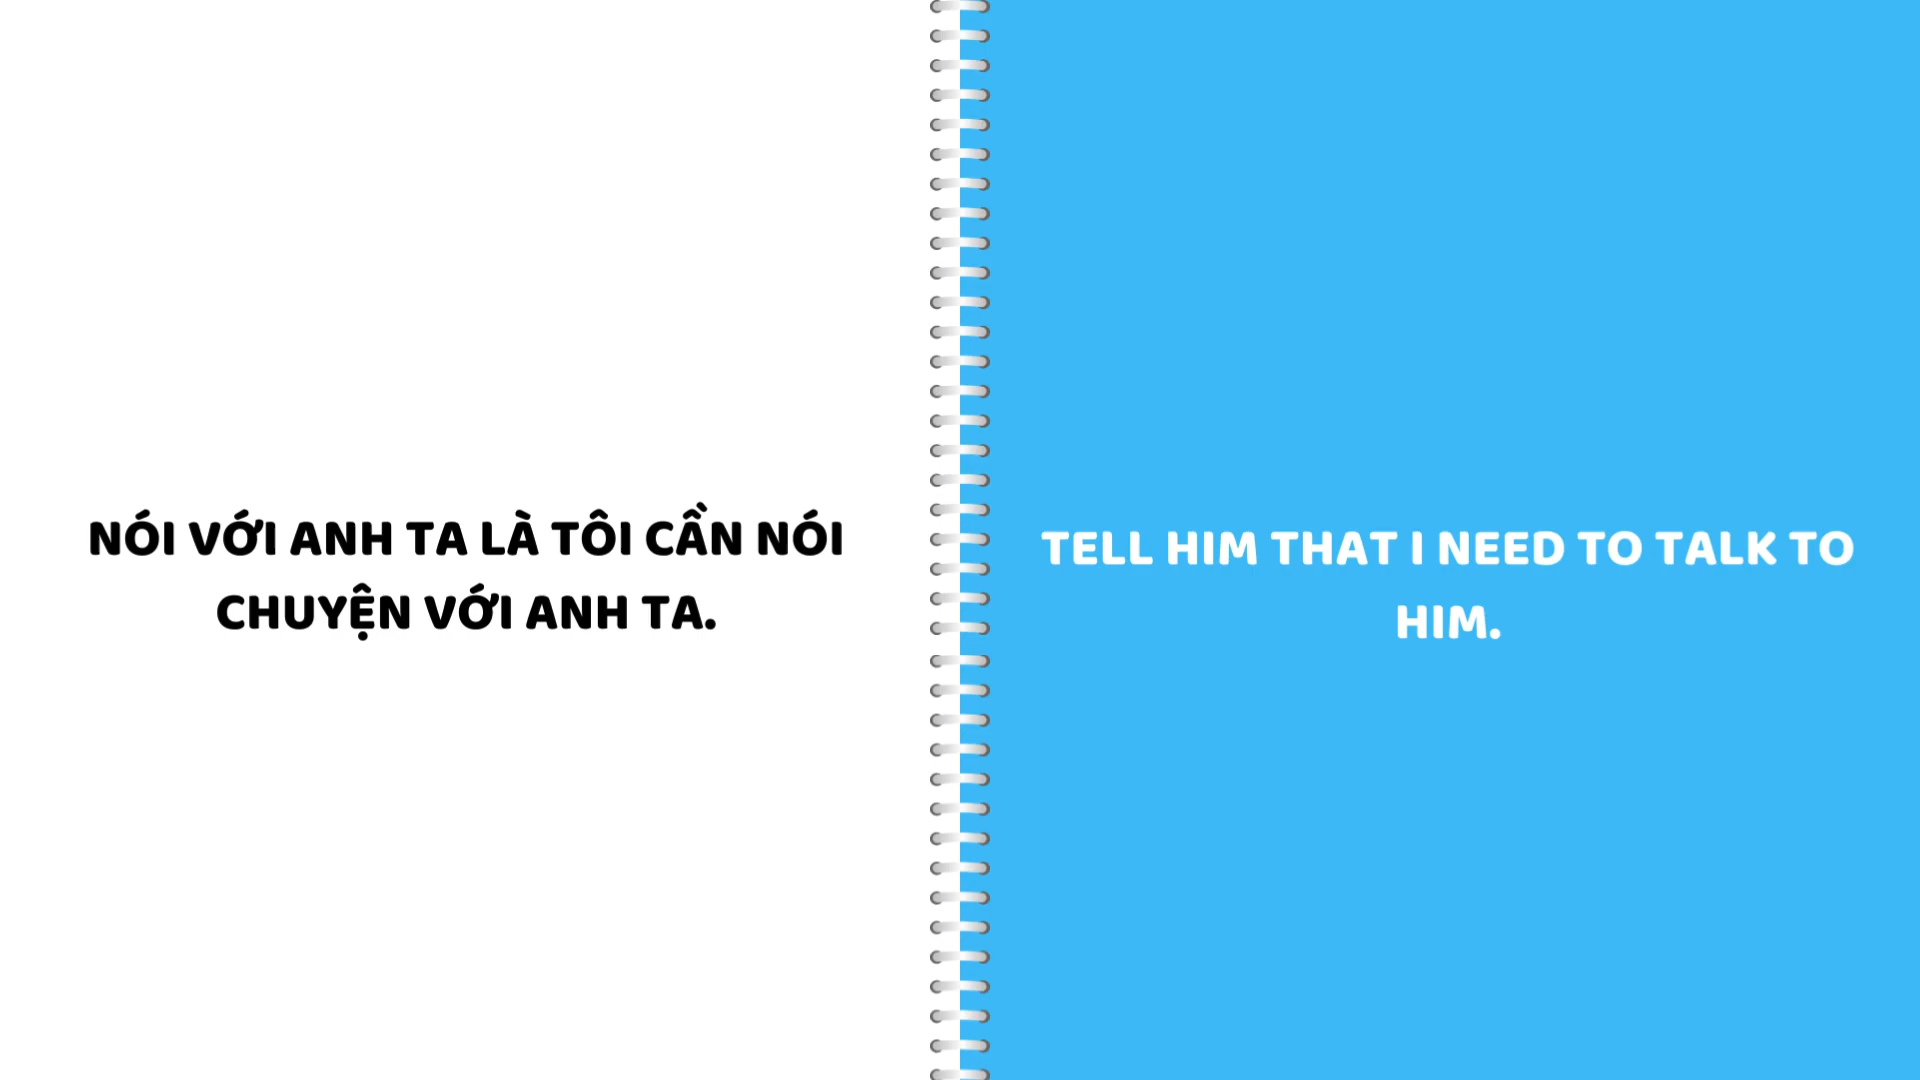 NÓI VỚI ANH TA LÀ TÔI CẦN NÓI
CHUYỆN VỚI ANH TA.
TELL HIM THAT I NEED TO TALK TO
HIM.